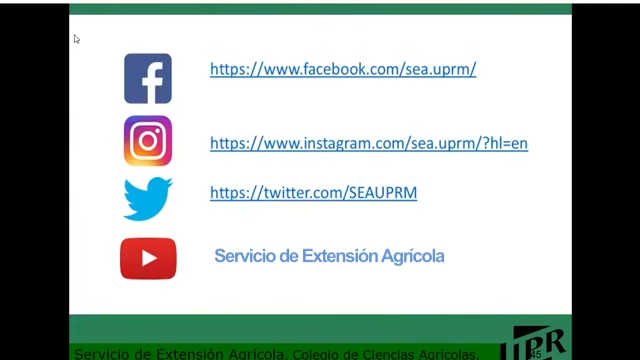 https://www.facebook.com/sea.uprm/
https://www.instagram.com/sea.uprm/?hl=en
https://twitter.com/SEAUPRM
Servicio de Extensión Agrícola
45
Servicio de Extensión Agrícola, Colegio de Ciencias Agrícolas,